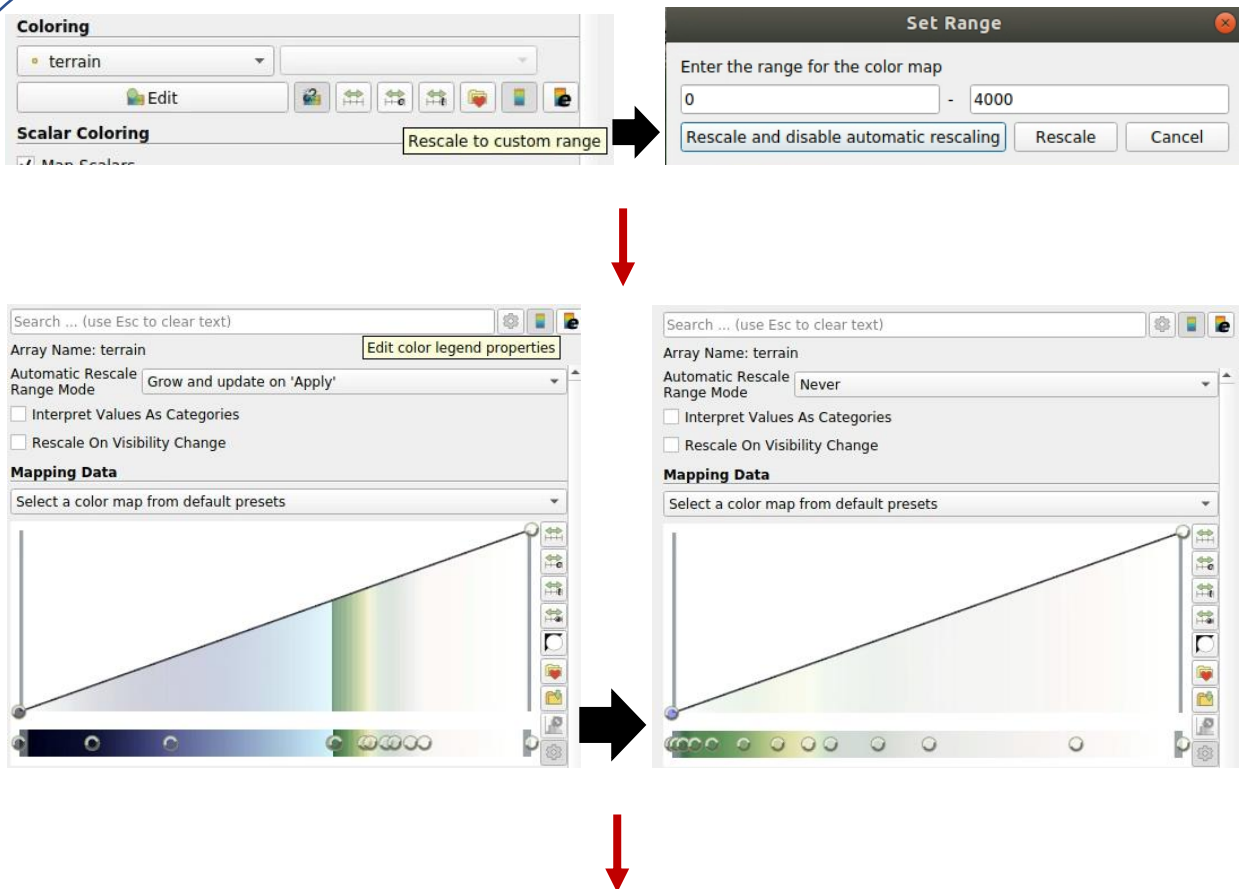 Coloring
terrain
Edit
Scalar Coloring
Rescale to custom range
Map Scalars
Set Range
Enter the range for the color map
0 - 4000
Rescale and disable automatic rescaling Rescale Cancel
Search ... (use Esc to clear text)
Edit color legend properties
Array Name: terrain
Automatic Rescale
Range Mode
Grow and update on 'Apply'
Interpret Values As Categories
Rescale On Visibility Change
Mapping Data
Select a color map from default presets
Search ... (use Esc to clear text)
Array Name: terrain
Automatic Rescale
Range Mode
Never
Interpret Values As Categories
Rescale On Visibility Change
Mapping Data
Select a color map from default presets